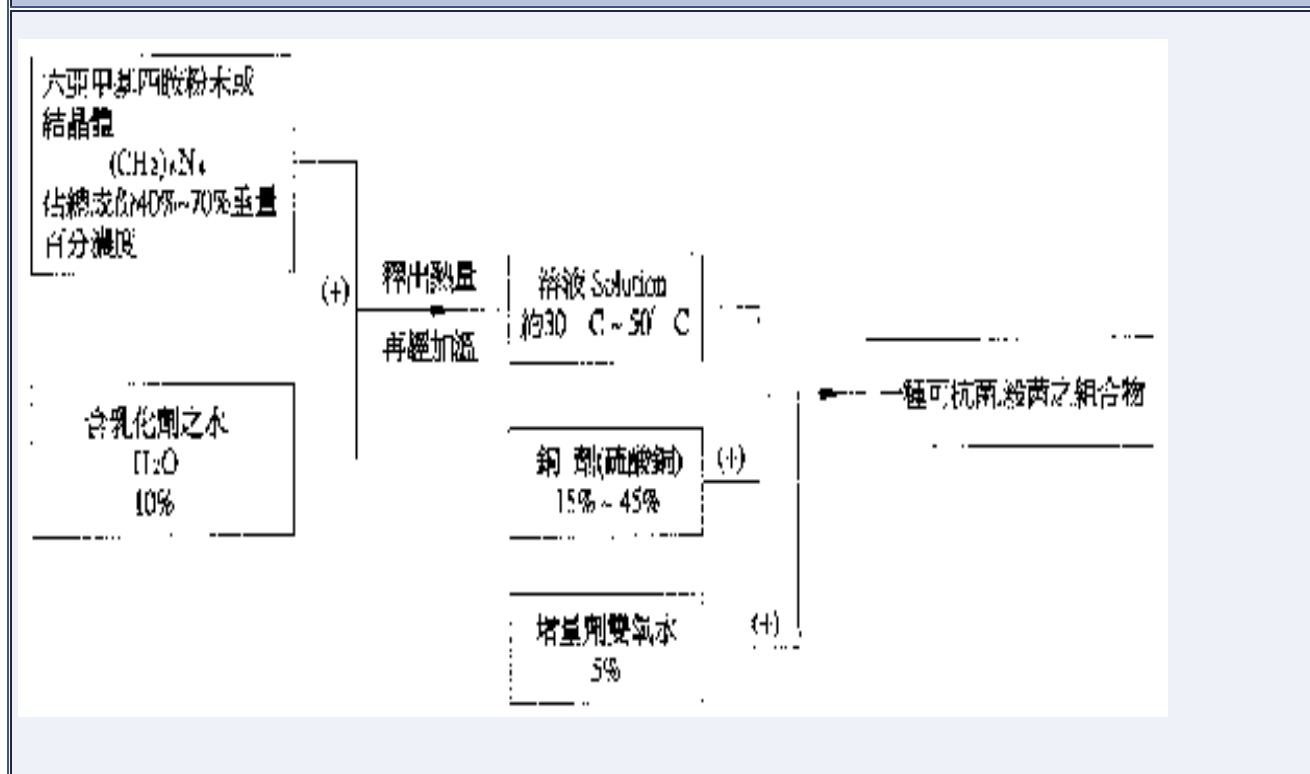 六亞甲基四胺粉末或
結晶體
(CH2)6N4
佔總成份40%~70%重量
百分濃度
(+)
釋出熱量
再經加溫
溶液 Solution
約30°C ~ 50°C
含乳化劑之水
H2O
10%
銅 劑(硫酸銅)
15% ~ 45%
(+)
增量劑雙氧水
5%
(+)
一種可抗菌.殺菌之組合物